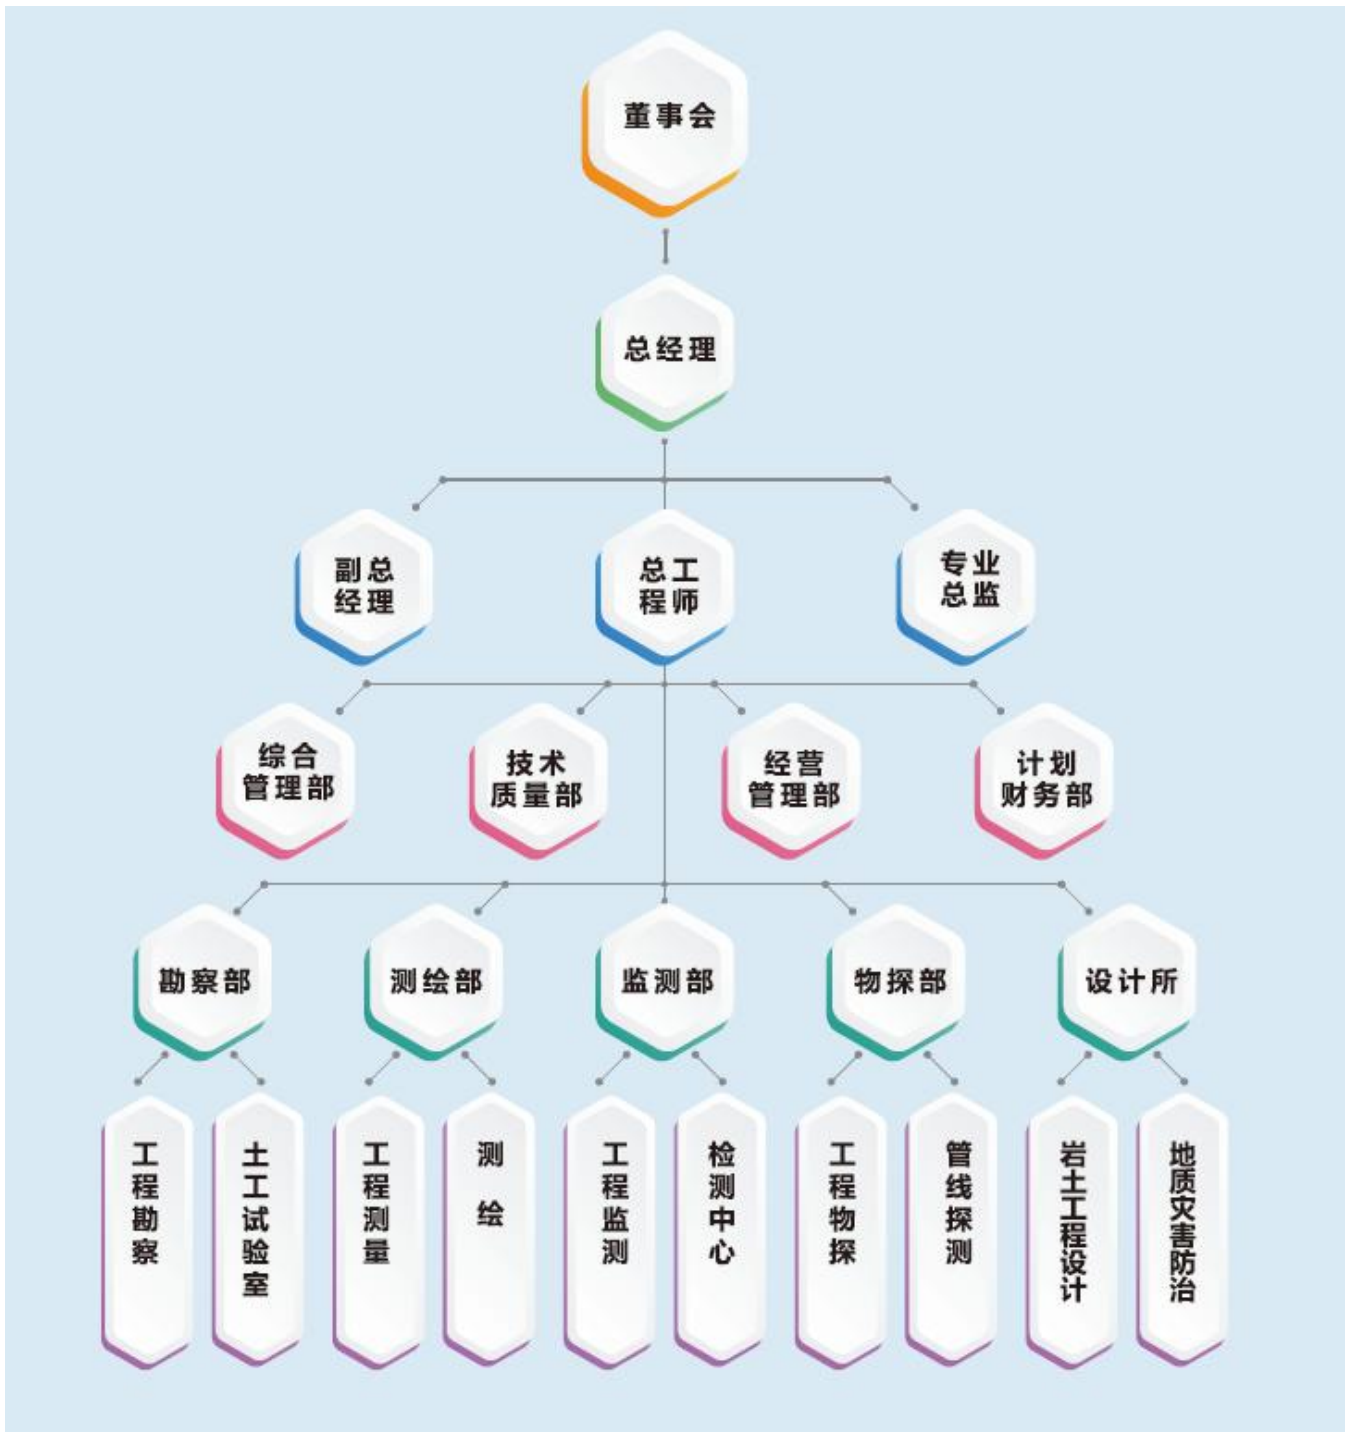 董事会
总经理
副总
经理
总工
程师
专业
总监
综合
管理部
技术
质量部
经营
管理部
计划
财务部
勘察部
测绘部
监测部
物探部
设计所
工程勘察
土工试验室
工程测量
测绘
工程监测
检测中心
工程物探
管线探测
岩土工程设计
地质灾害防治